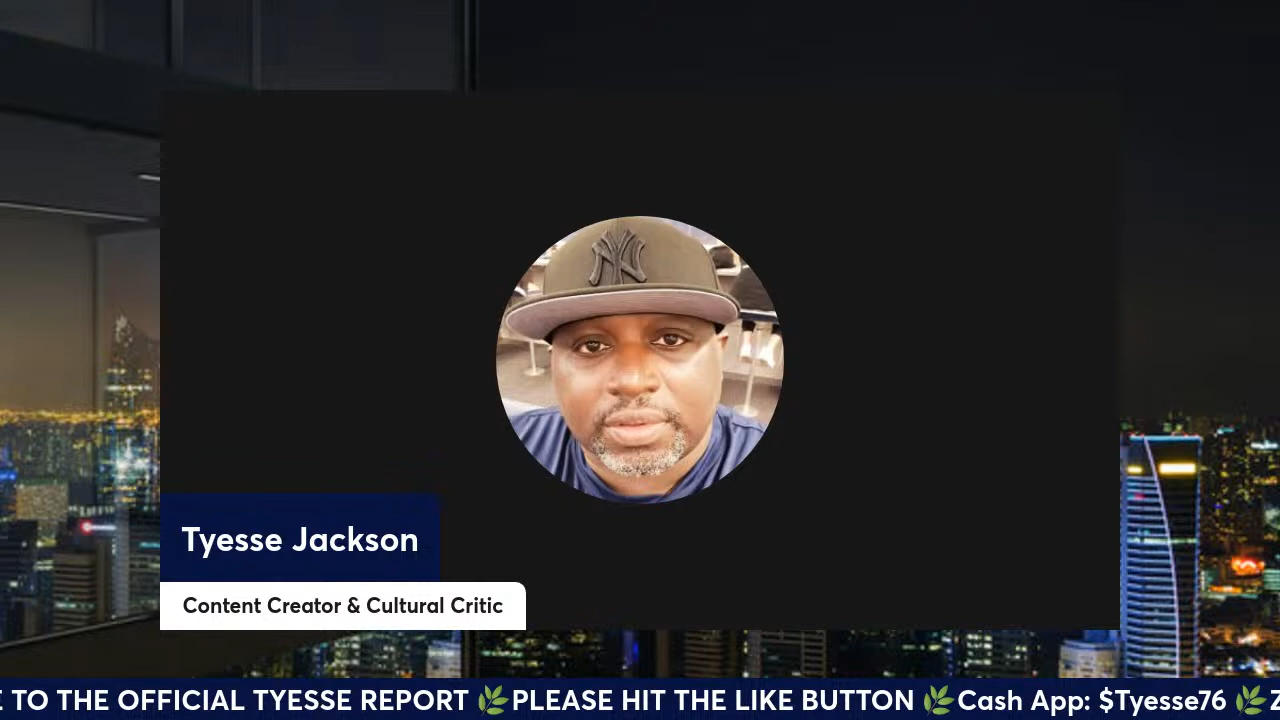 NY
Tyesse Jackson
Content Creator & Cultural Critic
E TO THE OFFICIAL TYESSE REPORT 🌿PLEASE HIT THE LIKE BUTTON 🌿Cash App: $Tyesse76 🌿